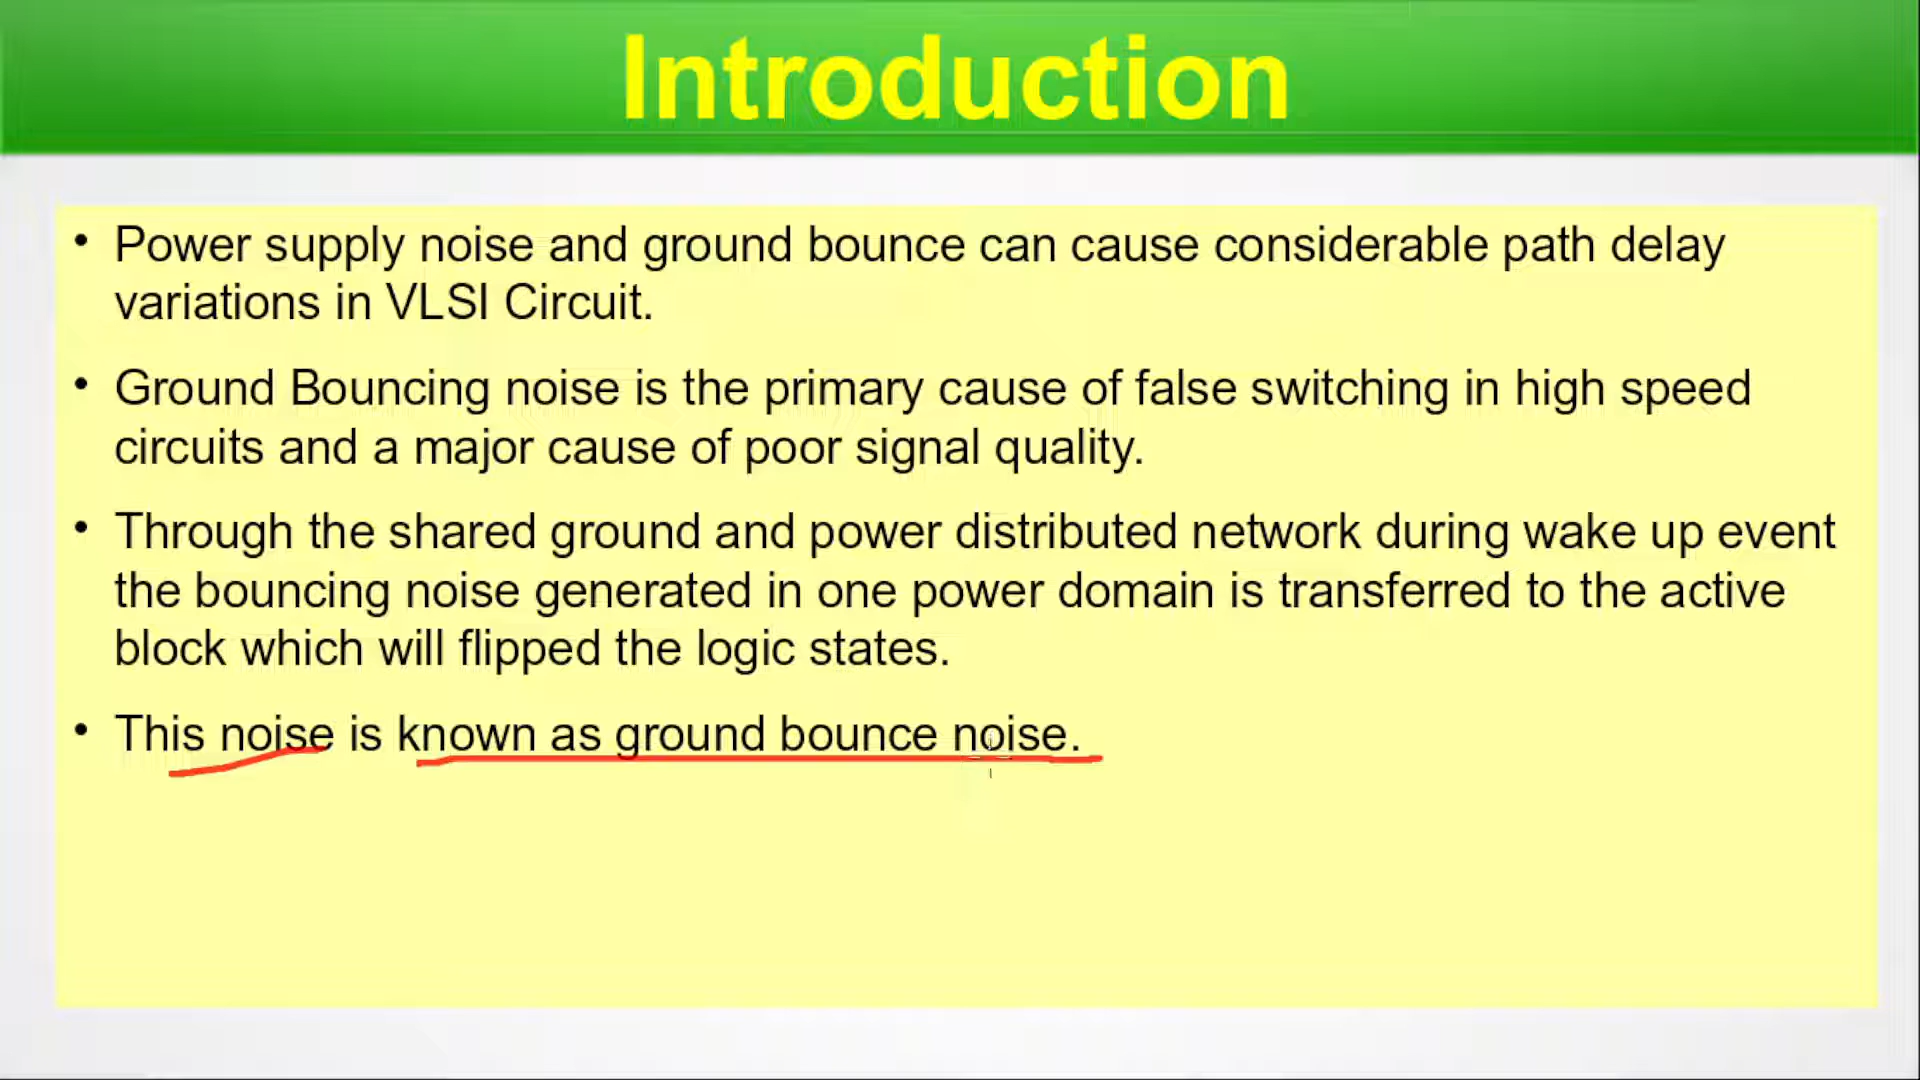 Introduction
• Power supply noise and ground bounce can cause considerable path delay
variations in VLSI Circuit.
• Ground Bouncing noise is the primary cause of false switching in high speed
circuits and a major cause of poor signal quality.
• Through the shared ground and power distributed network during wake up event
the bouncing noise generated in one power domain is transferred to the active
block which will flipped the logic states.
• This noise is known as ground bounce noise.